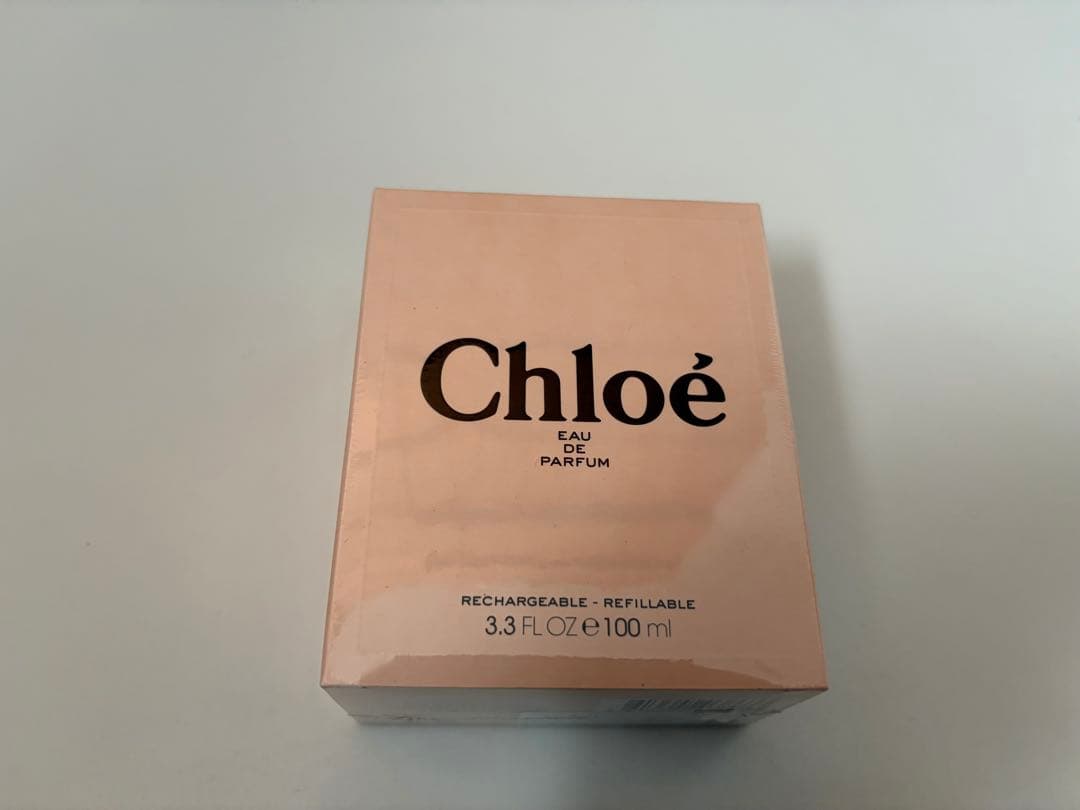 Chloé
EAU
DE
PARFUM
RECHARGEABLE - REFILLABLE
3.3 FL OZ e 100 ml